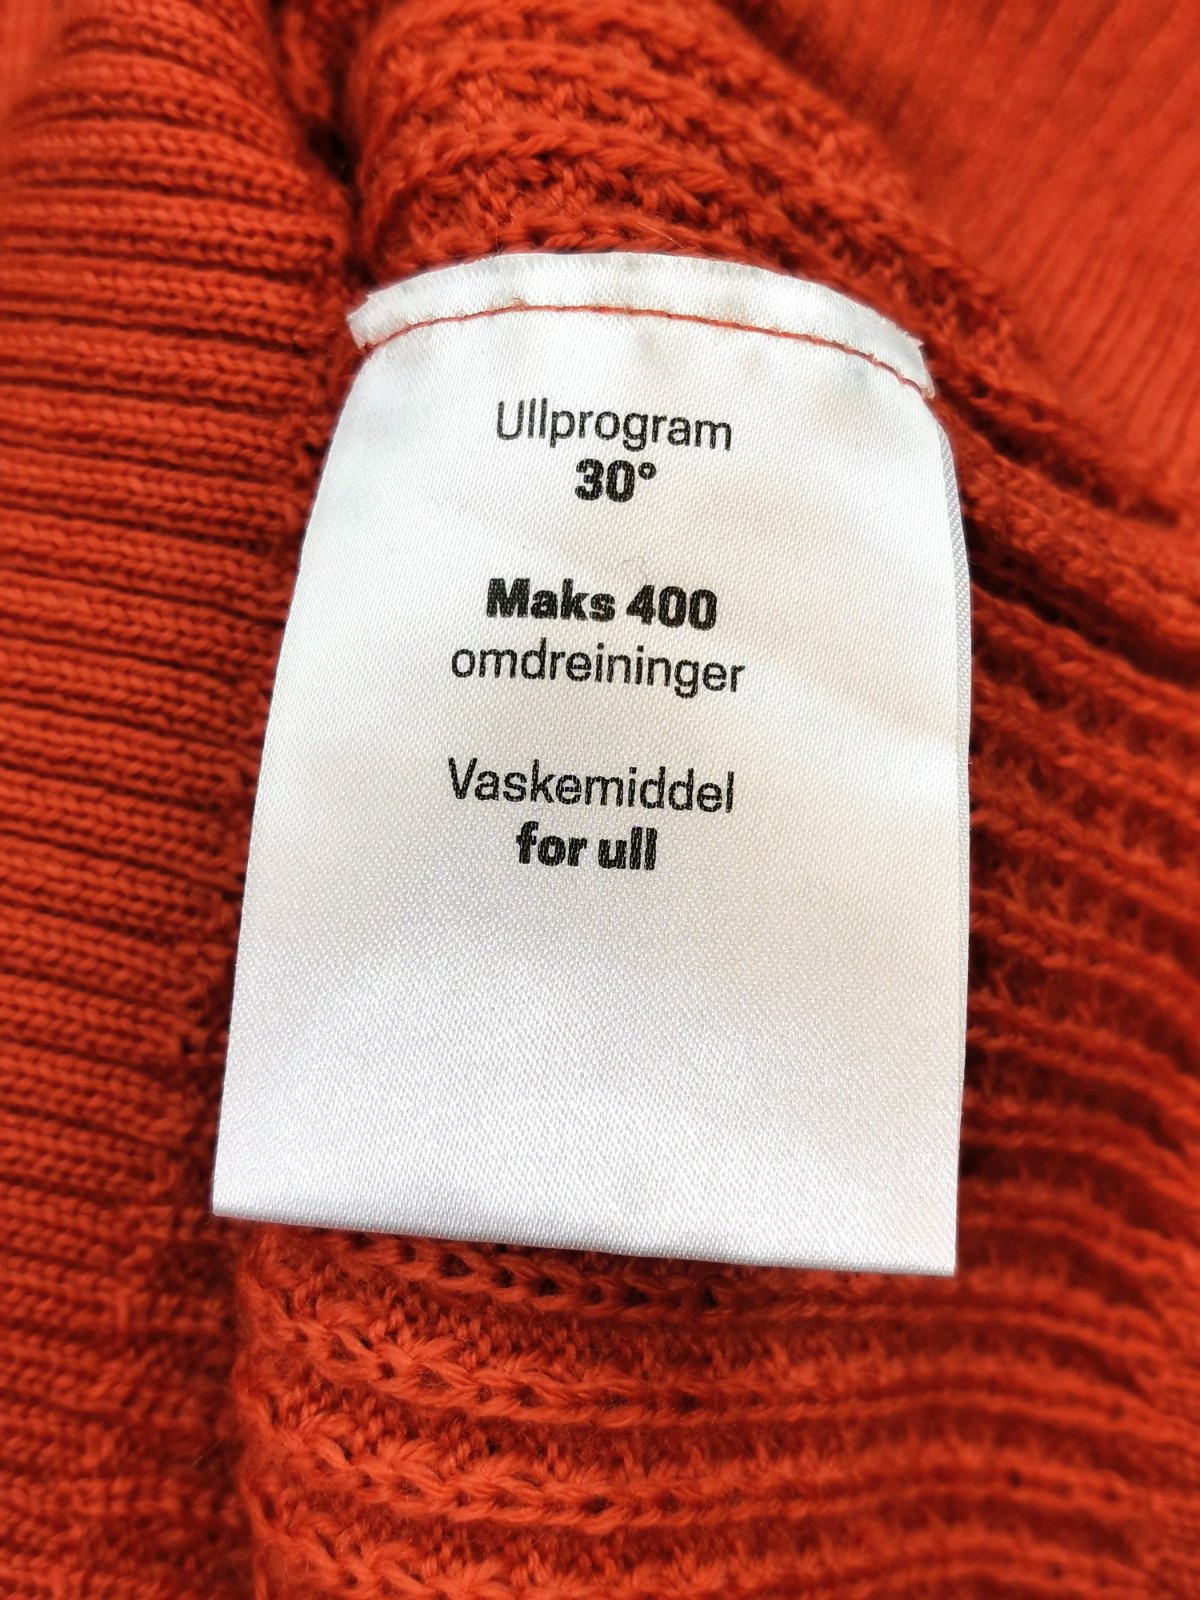 Ullprogram
30°
Maks 400
omdreininger
Vaskemiddel
for ull